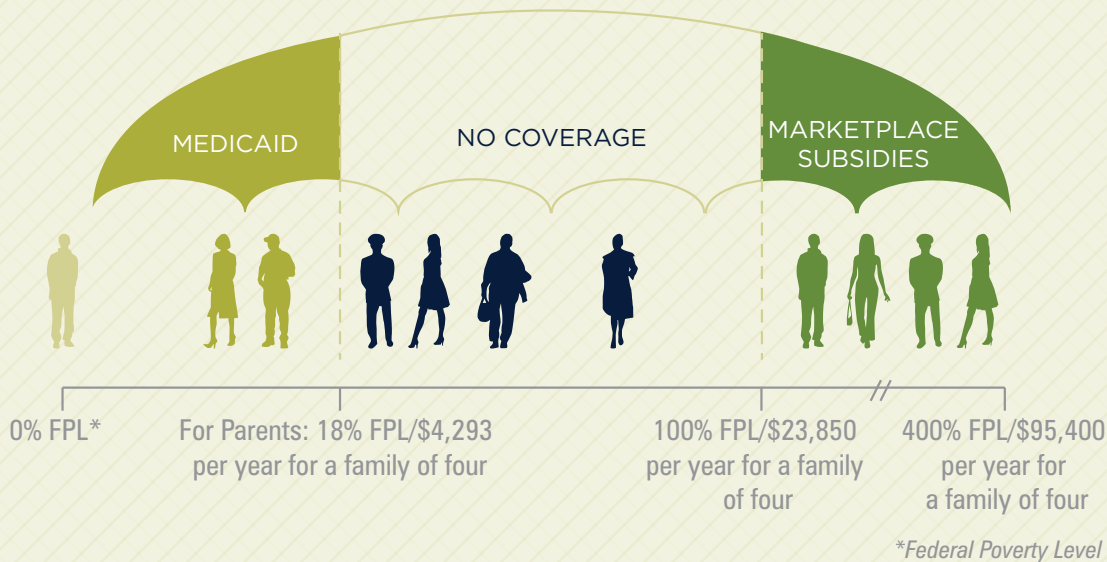 MEDICAID
NO COVERAGE
MARKETPLACE
SUBSIDIES
0% FPL*
For Parents: 18% FPL/$4,293
per year for a family of four
100% FPL/$23,850
per year for a family
of four
400% FPL/$95,400
per year for
a family of four
*Federal Poverty Level